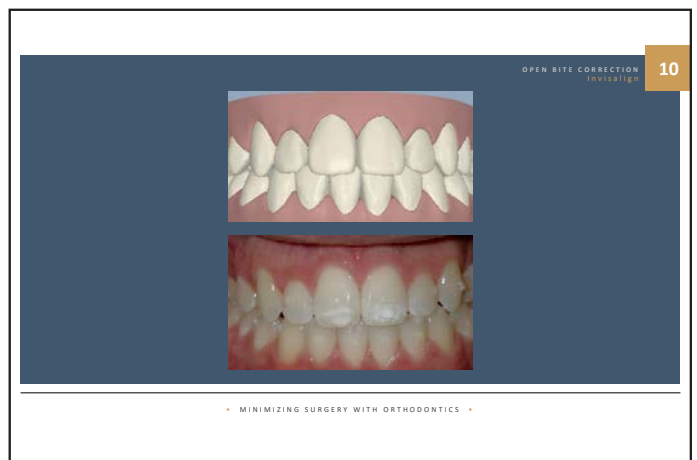 OPEN BITE CORRECTION
Invisalign
10
• MINIMIZING SURGERY WITH ORTHODONTICS •